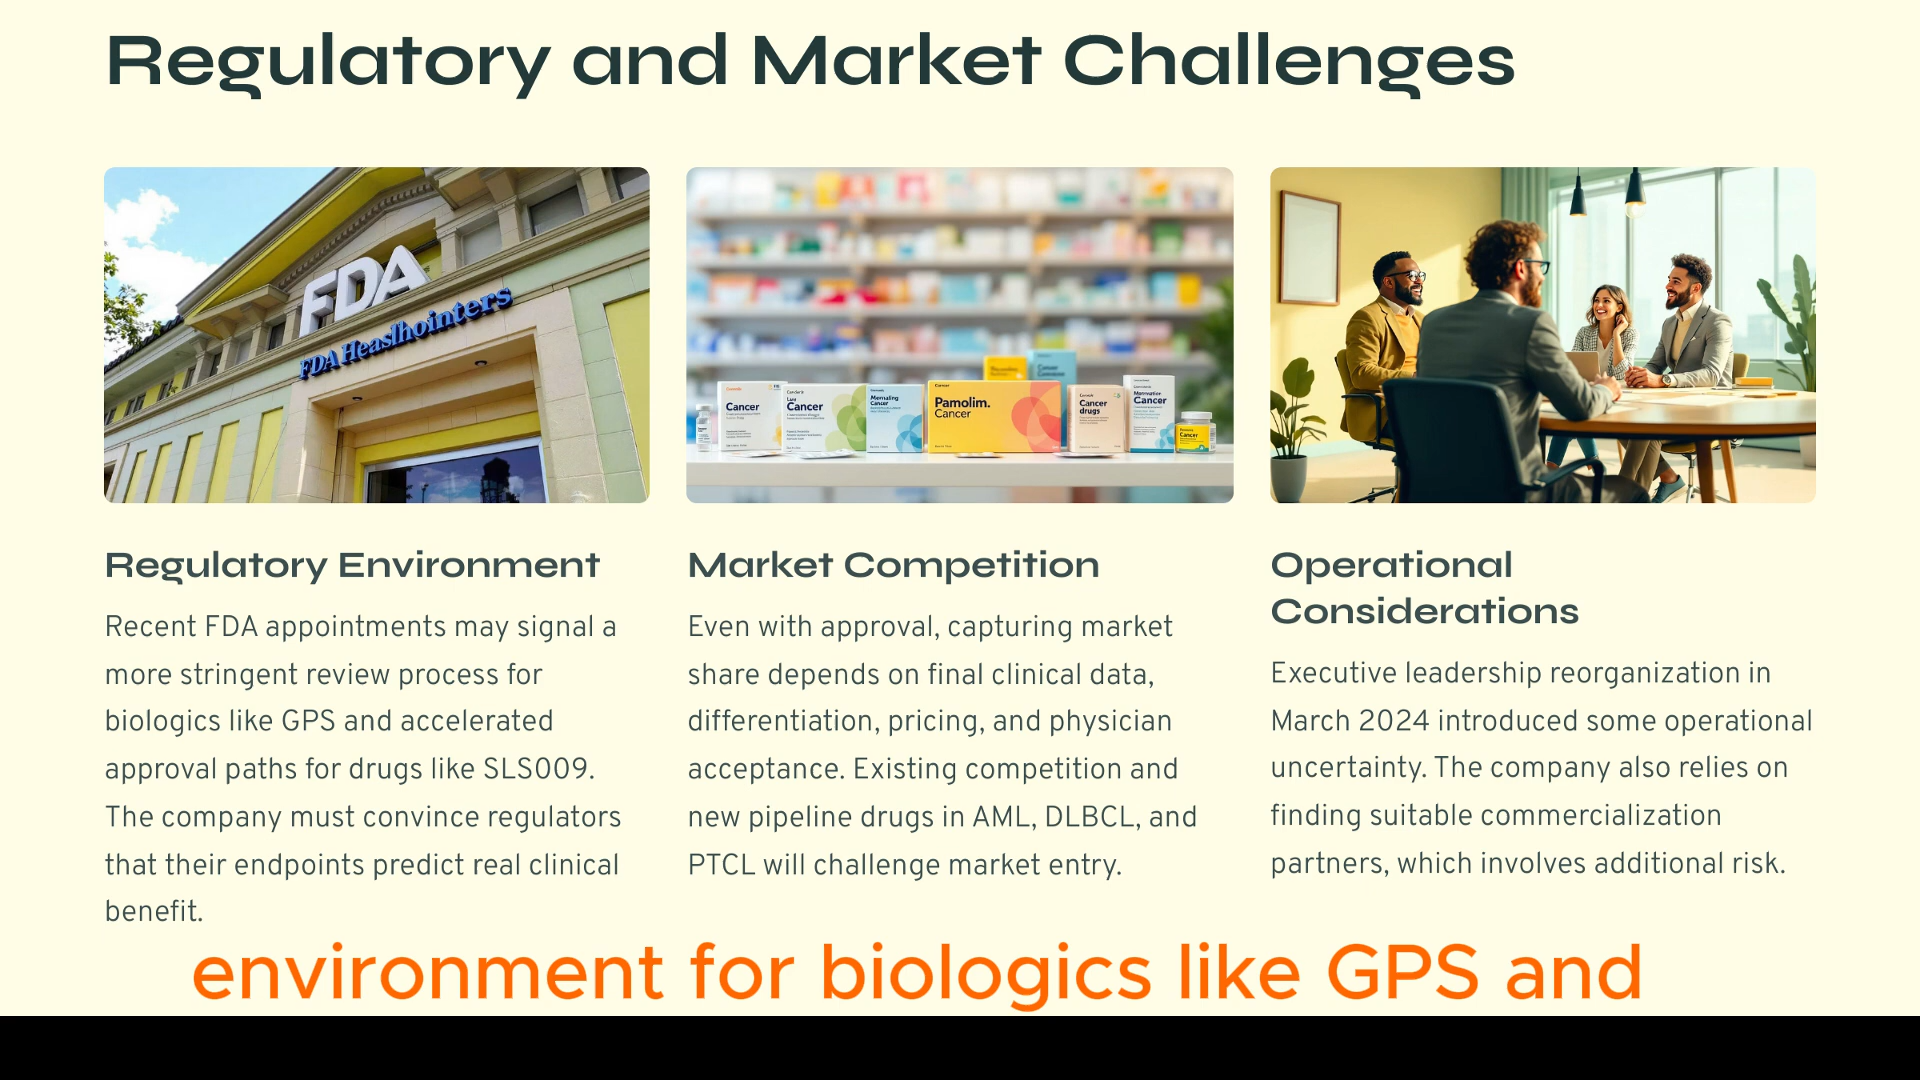 Regulatory and Market Challenges
FDA
FDA Heaslhointers
Cancer
Cancer
Cancer
Pamolim.
Cancer
Cancer
drugs
Cancer
Cancer
Regulatory Environment
Recent FDA appointments may signal a
more stringent review process for
biologics like GPS and accelerated
approval paths for drugs like SLS009.
The company must convince regulators
that their endpoints predict real clinical
benefit.
Market Competition
Even with approval, capturing market
share depends on final clinical data,
differentiation, pricing, and physician
acceptance. Existing competition and
new pipeline drugs in AML, DLBCL, and
PTCL will challenge market entry.
Operational
Considerations
Executive leadership reorganization in
March 2024 introduced some operational
uncertainty. The company also relies on
finding suitable commercialization
partners, which involves additional risk.
environment for biologics like GPS and